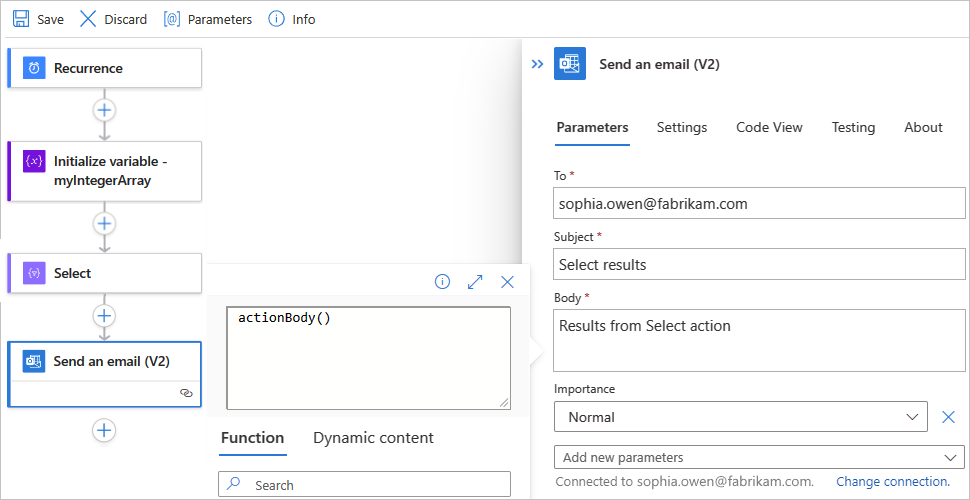 Save
Discard
[@] Parameters
Info
Recurrence
{x}
Initialize variable -
myIntegerArray
{v}
Select
Send an email (V2)
actionBody()
Function
Dynamic content
Search
Send an email (V2)
Parameters
Settings
Code View
Testing
About
To *
sophia.owen@fabrikam.com
Subject *
Select results
Body *
Results from Select action
Importance
Normal
Add new parameters
Connected to sophia.owen@fabrikam.com.
Change connection.